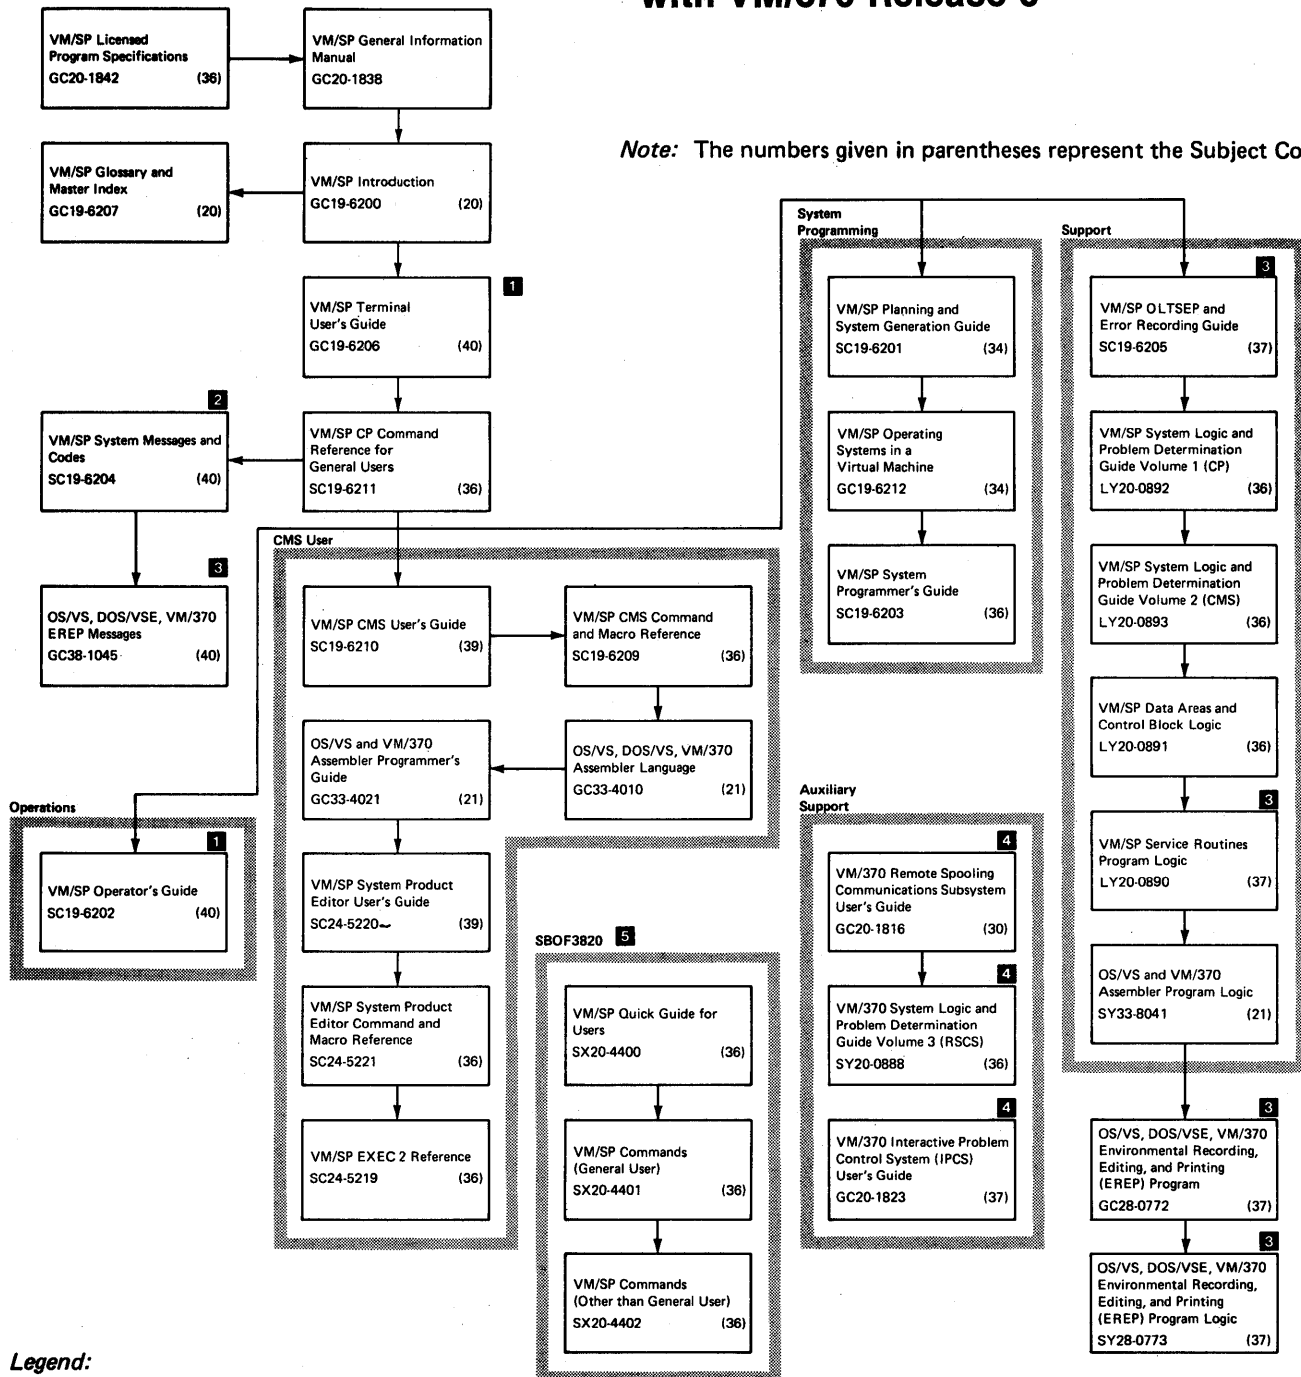 with VM/370 Release 6
VM/SP Licensed
Program Specifications
GC20-1842 (36)
VM/SP General Information
Manual
GC20-1838
Note: The numbers given in parentheses represent the Subject Co
VM/SP Glossary and
Master Index
GC19-6207 (20)
VM/SP Introduction
GC19-6200 (20)
1
VM/SP Terminal
User's Guide
GC19-6206 (40)
2
VM/SP System Messages and
Codes
SC19-6204 (40)
VM/SP CP Command
Reference for
General Users
SC19-6211 (36)
3
OS/VS, DOS/VSE, VM/370
EREP Messages
GC38-1045 (40)
CMS User
VM/SP CMS User's Guide
SC19-6210 (39)
VM/SP CMS Command
and Macro Reference
SC19-6209 (36)
OS/VS and VM/370
Assembler Programmer's
Guide
GC33-4021 (21)
OS/VS, DOS/VS, VM/370
Assembler Language
GC33-4010 (21)
Operations
1
VM/SP Operator's Guide
SC19-6202 (40)
VM/SP System Product
Editor User's Guide
SC24-5220 (39)
VM/SP System Product
Editor Command and
Macro Reference
SC24-5221 (36)
VM/SP EXEC 2 Reference
SC24-5219 (36)
SBOF3820 5
VM/SP Quick Guide for
Users
SX20-4400 (36)
VM/SP Commands
(General User)
SX20-4401 (36)
VM/SP Commands
(Other than General User)
SX20-4402 (36)
System
Programming
VM/SP Planning and
System Generation Guide
SC19-6201 (34)
VM/SP Operating
Systems in a
Virtual Machine
GC19-6212 (34)
VM/SP System
Programmer's Guide
SC19-6203 (36)
Auxiliary
Support
4
VM/370 Remote Spooling
Communications Subsystem
User's Guide
GC20-1816 (30)
4
VM/370 System Logic and
Problem Determination
Guide Volume 3 (RSCS)
SY20-0888 (36)
4
VM/370 Interactive Problem
Control System (IPCS)
User's Guide
GC20-1823 (37)
Support
3
VM/SP OLTSEP and
Error Recording Guide
SC19-6205 (37)
VM/SP System Logic and
Problem Determination
Guide Volume 1 (CP)
LY20-0892 (36)
VM/SP System Logic and
Problem Determination
Guide Volume 2 (CMS)
LY20-0893 (36)
VM/SP Data Areas and
Control Block Logic
LY20-0891 (36)
3
VM/SP Service Routines
Program Logic
LY20-0890 (37)
OS/VS and VM/370
Assembler Program Logic
SY33-8041 (21)
3
OS/VS, DOS/VSE, VM/370
Environmental Recording,
Editing, and Printing
(EREP) Program
GC28-0772 (37)
3
OS/VS, DOS/VSE, VM/370
Environmental Recording,
Editing, and Printing
(EREP) Program Logic
SY28-0773 (37)
Legend: